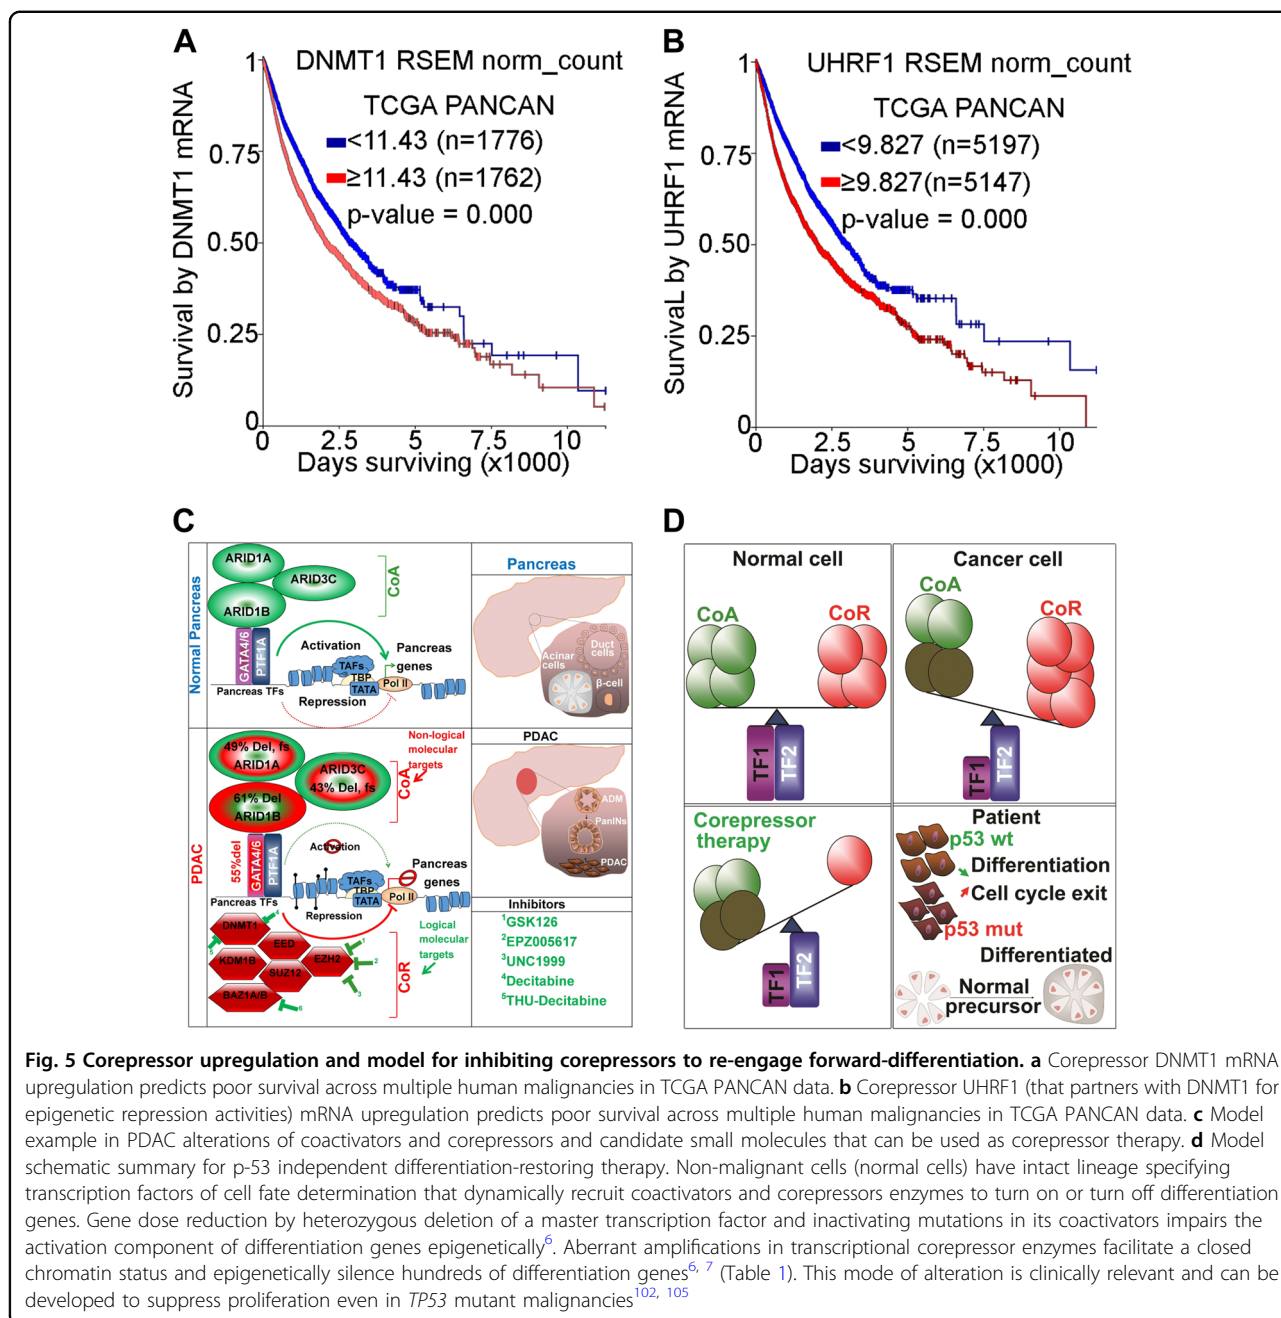 A
DNMT1 RSEM norm_count
TCGA PANCAN
<11.43 (n=1776)
≥11.43 (n=1762)
p-value = 0.000
Survival by DNMT1 mRNA
1
0.75
0.50
0.25
0
0 2.5 5 7.5 10
Days surviving (x1000)
B
UHRF1 RSEM norm_count
TCGA PANCAN
<9.827 (n=5197)
≥9.827(n=5147)
p-value = 0.000
SurvivaL by UHRF1 mRNA
1
0.75
0.50
0.25
0
0 2.5 5 7.5 10
Days surviving (x1000)
C
Normal Pancreas
ARID1A
ARID3C
ARID1B
CoA
GATA4/6
PTF1A
Activation
Pancreas
genes
TAFs
TBP
TATA
Pol II
Pancreas TFs
Repression
Pancreas
Acinar
cells
Duct
cells
β-cell
PDAC
49% Del, fs
ARID1A
ARID3C
43% Del, fs
61% Del
ARID1B
CoA
Non-logical
molecular
targets
55%del
GATA4/6
PTF1A
Activation
Pancreas
genes
TAFs
TBP
TATA
Pol II
Pancreas TFs
Repression
DNMT1
EED
KDM1B
EZH2
SUZ12
BAZ1A/B
4
5
1
2
3
6
CoR
Logical
molecular
targets
PDAC
ADM
PanINs
PDAC
Inhibitors
1GSK126
2EPZ005617
3UNC1999
4Decitabine
5THU-Decitabine
D
Normal cell
CoA
CoR
TF1
TF2
Cancer cell
CoA
CoR
TF1
TF2
Corepressor
therapy
TF1
TF2
Patient
p53 wt
Differentiation
Cell cycle exit
p53 mut
Differentiated
Normal
precursor
Fig. 5 Corepressor upregulation and model for inhibiting corepressors to re-engage forward-differentiation. a Corepressor DNMT1 mRNA
upregulation predicts poor survival across multiple human malignancies in TCGA PANCAN data. b Corepressor UHRF1 (that partners with DNMT1 for
epigenetic repression activities) mRNA upregulation predicts poor survival across multiple human malignancies in TCGA PANCAN data. c Model
example in PDAC alterations of coactivators and corepressors and candidate small molecules that can be used as corepressor therapy. d Model
schematic summary for p-53 independent differentiation-restoring therapy. Non-malignant cells (normal cells) have intact lineage specifying
transcription factors of cell fate determination that dynamically recruit coactivators and corepressors enzymes to turn on or turn off differentiation
genes. Gene dose reduction by heterozygous deletion of a master transcription factor and inactivating mutations in its coactivators impairs the
activation component of differentiation genes epigenetically6. Aberrant amplifications in transcriptional corepressor enzymes facilitate a closed
chromatin status and epigenetically silence hundreds of differentiation genes6, 7 (Table 1). This mode of alteration is clinically relevant and can be
developed to suppress proliferation even in TP53 mutant malignancies102, 105